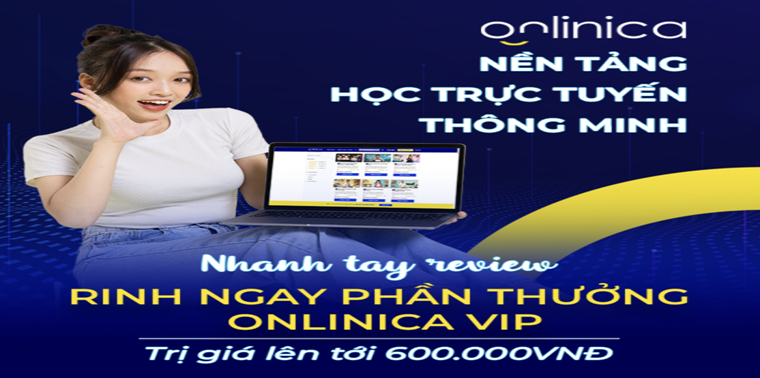 onlinica
NỀN TẢNG
HỌC TRỰC TUYẾN
THÔNG MINH
Nhanh tay review
RINH NGAY PHẦN THƯỞNG
ONLINICA VIP
Trị giá lên tới 600.000VNĐ